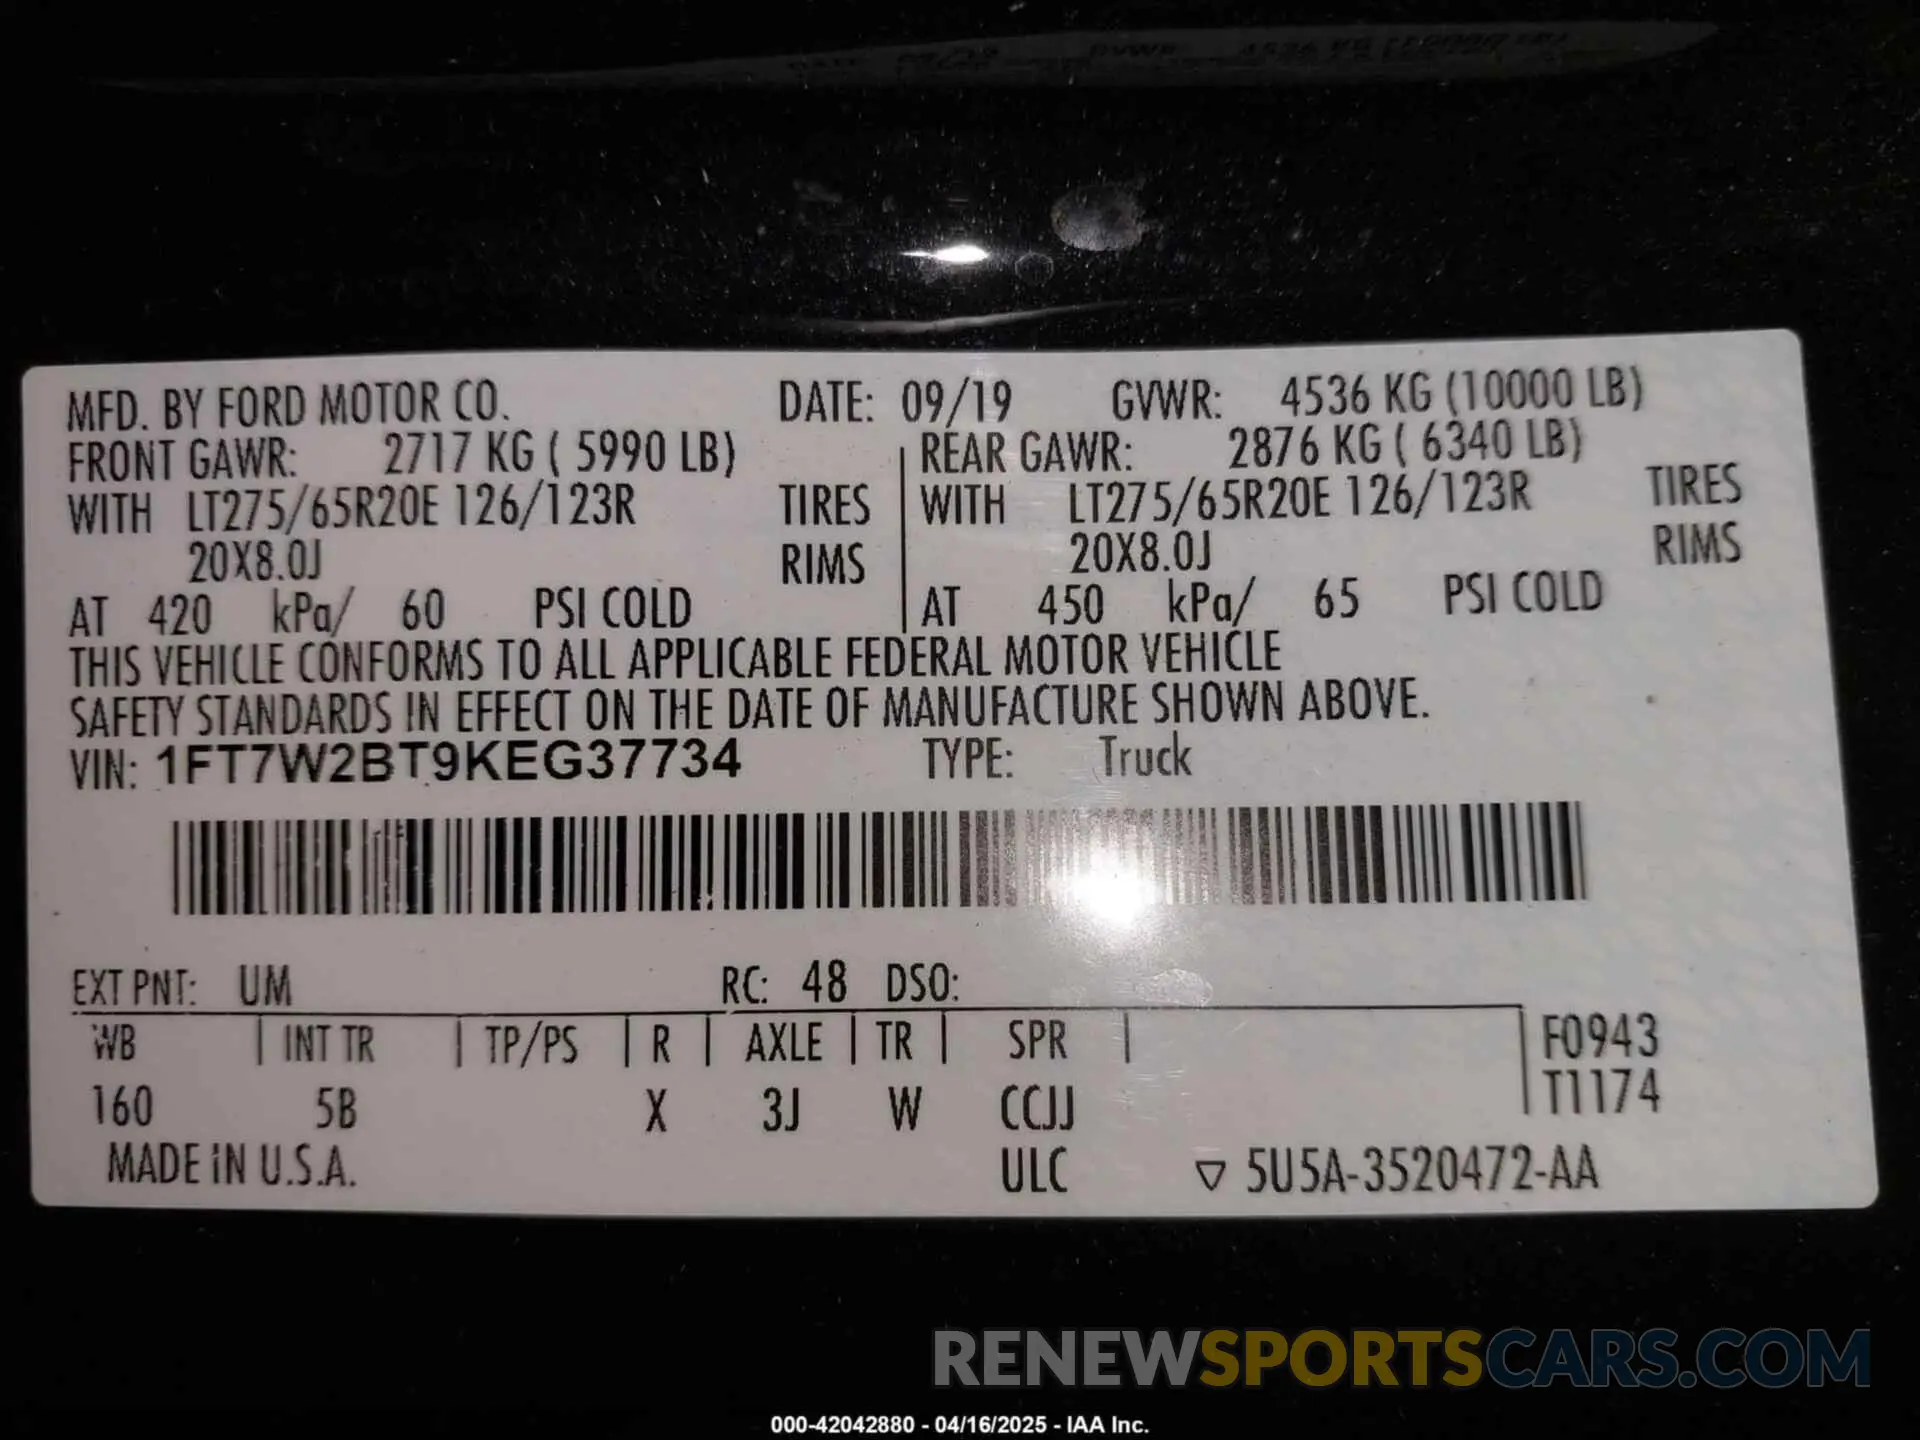 MFD. BY FORD MOTOR CO. DATE: 09/19 GVWR: 4536 KG (10000 LB)
FRONT GAWR: 2717 KG ( 5990 LB) REAR GAWR: 2876 KG ( 6340 LB)
WITH LT275/65R20E 126/123R TIRES WITH LT275/65R20E 126/123R TIRES
20X8.0J RIMS 20X8.0J RIMS
AT 420 kPa/ 60 PSI COLD AT 450 kPa/ 65 PSI COLD
THIS VEHICLE CONFORMS TO ALL APPLICABLE FEDERAL MOTOR VEHICLE
SAFETY STANDARDS IN EFFECT ON THE DATE OF MANUFACTURE SHOWN ABOVE.
VIN: 1FT7W2BT9KEG37734 TYPE: Truck
EXT PNT: UM RC: 48 DSO:
WB INT TR TP/PS R AXLE TR SPR F0943
160 5B X 3J W CCJJ T1174
MADE IN U.S.A. ULC ▽ 5U5A-3520472-AA
RENEWSPORTSCARS.COM
000-42042880 - 04/16/2025 - IAA Inc.